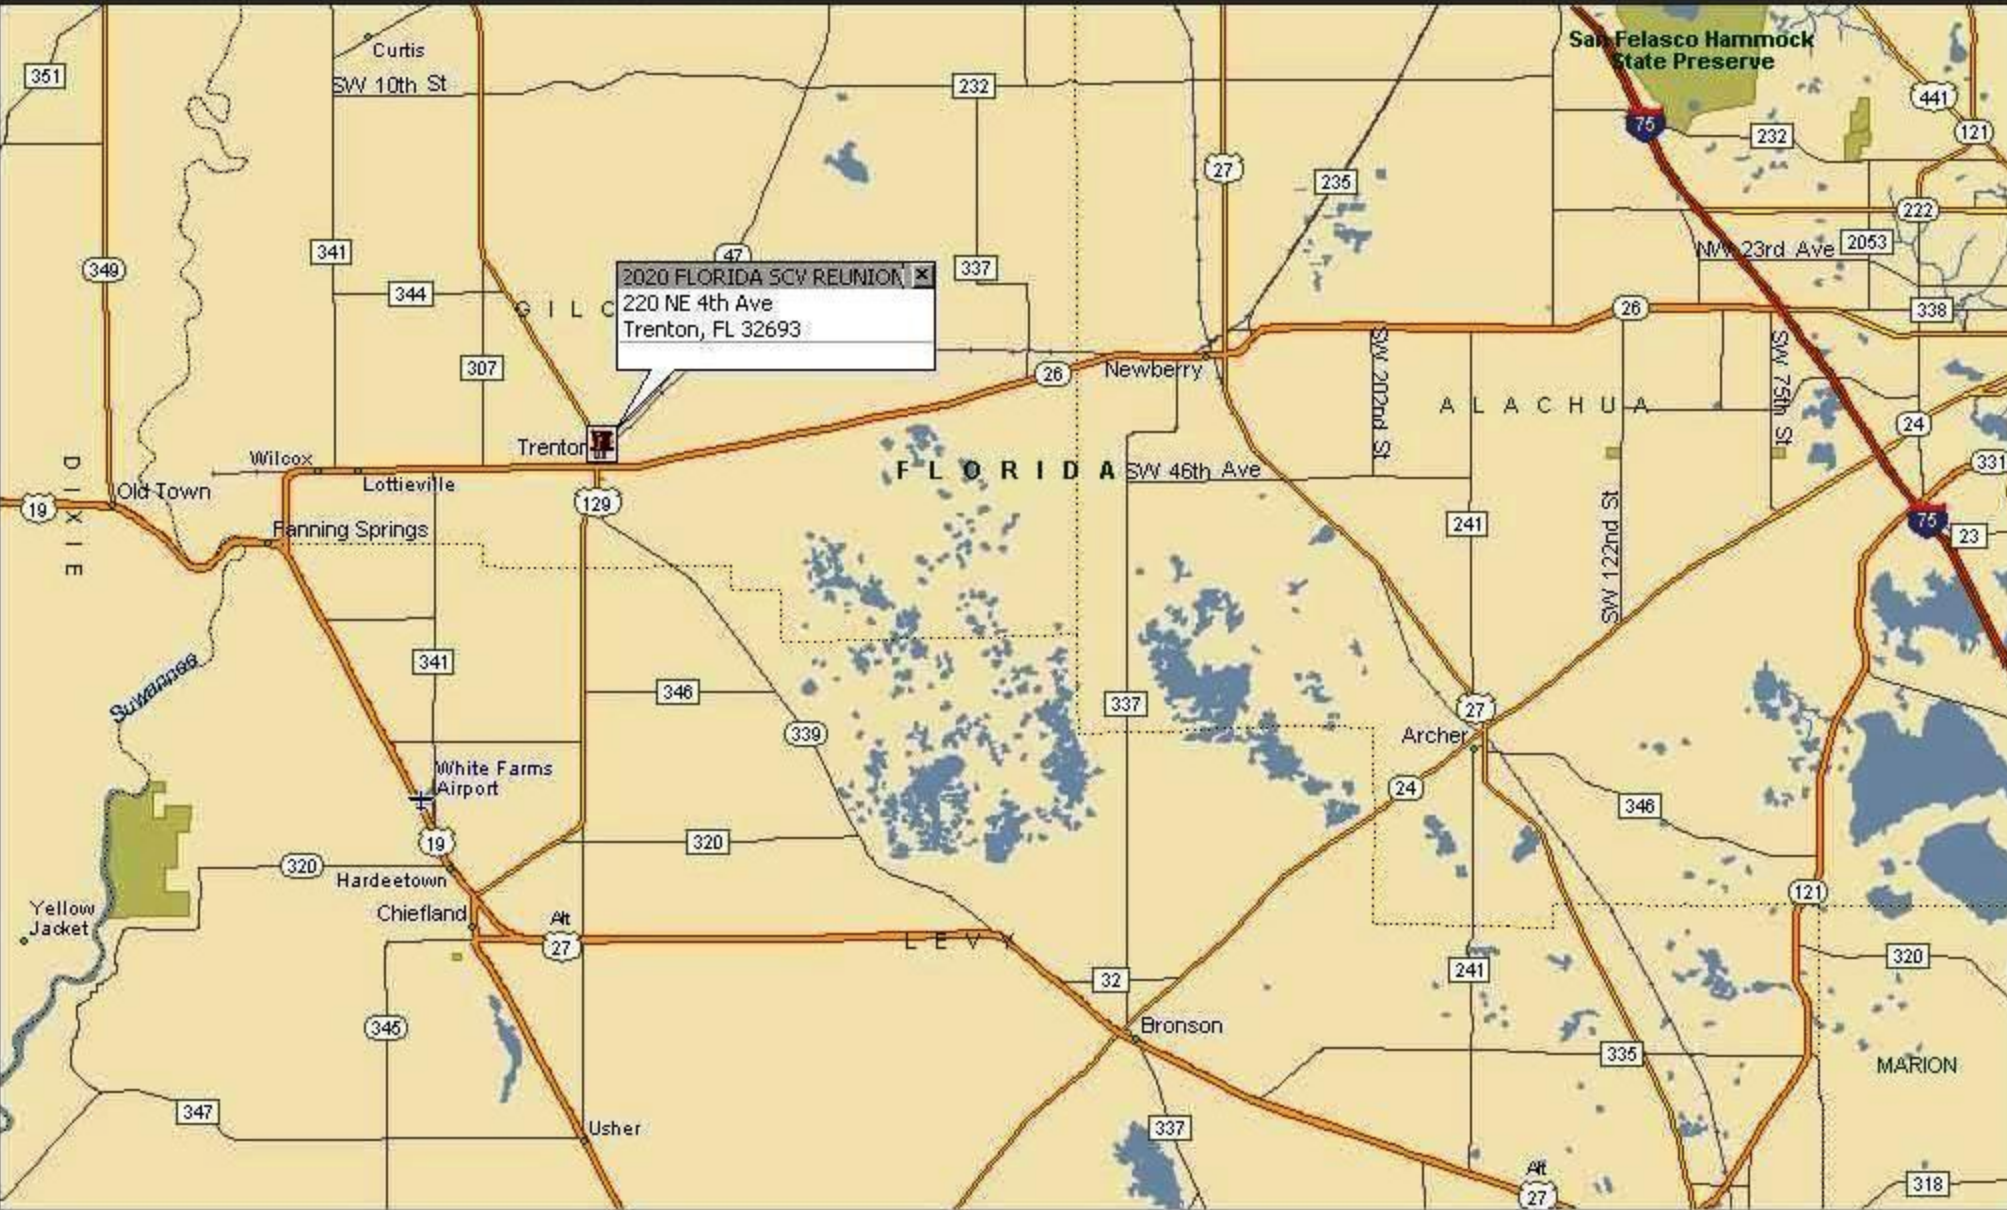 San Felasco Hammock
State Preserve
Curtis
351
SW 10th St
232
441
75
232
121
27
235
222
341
349
47
337
NW 23rd Ave
2053
2020 FLORIDA SCV REUNION
220 NE 4th Ave
Trenton, FL 32693
344
GILC
26
338
307
26
Newberry
SW 202nd St
SW 75th St
ALACHUA
24
Trenton
Wilcox
Lottieville
FLORIDA
SW 46th Ave
331
DIXIE
Old Town
19
129
Fanning Springs
241
SW 122nd St
75
23
Suwannee
341
346
339
337
27
Archer
White Farms
Airport
24
346
19
320
320
Hardeetown
Chiefland
Yellow
Jacket
Alt
27
LEVY
121
320
32
241
345
Bronson
335
MARION
347
Usher
337
Alt
27
318